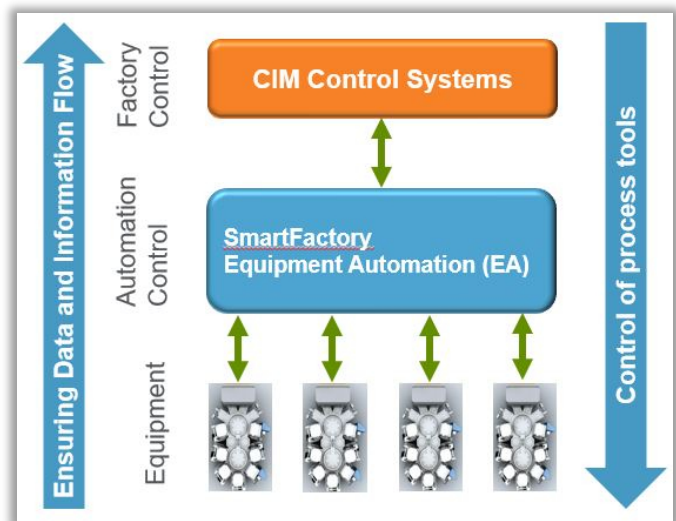 Ensuring Data and Information Flow
Factory
Control
CIM Control Systems
Automation
Control
SmartFactory
Equipment Automation (EA)
Equipment
Control of process tools